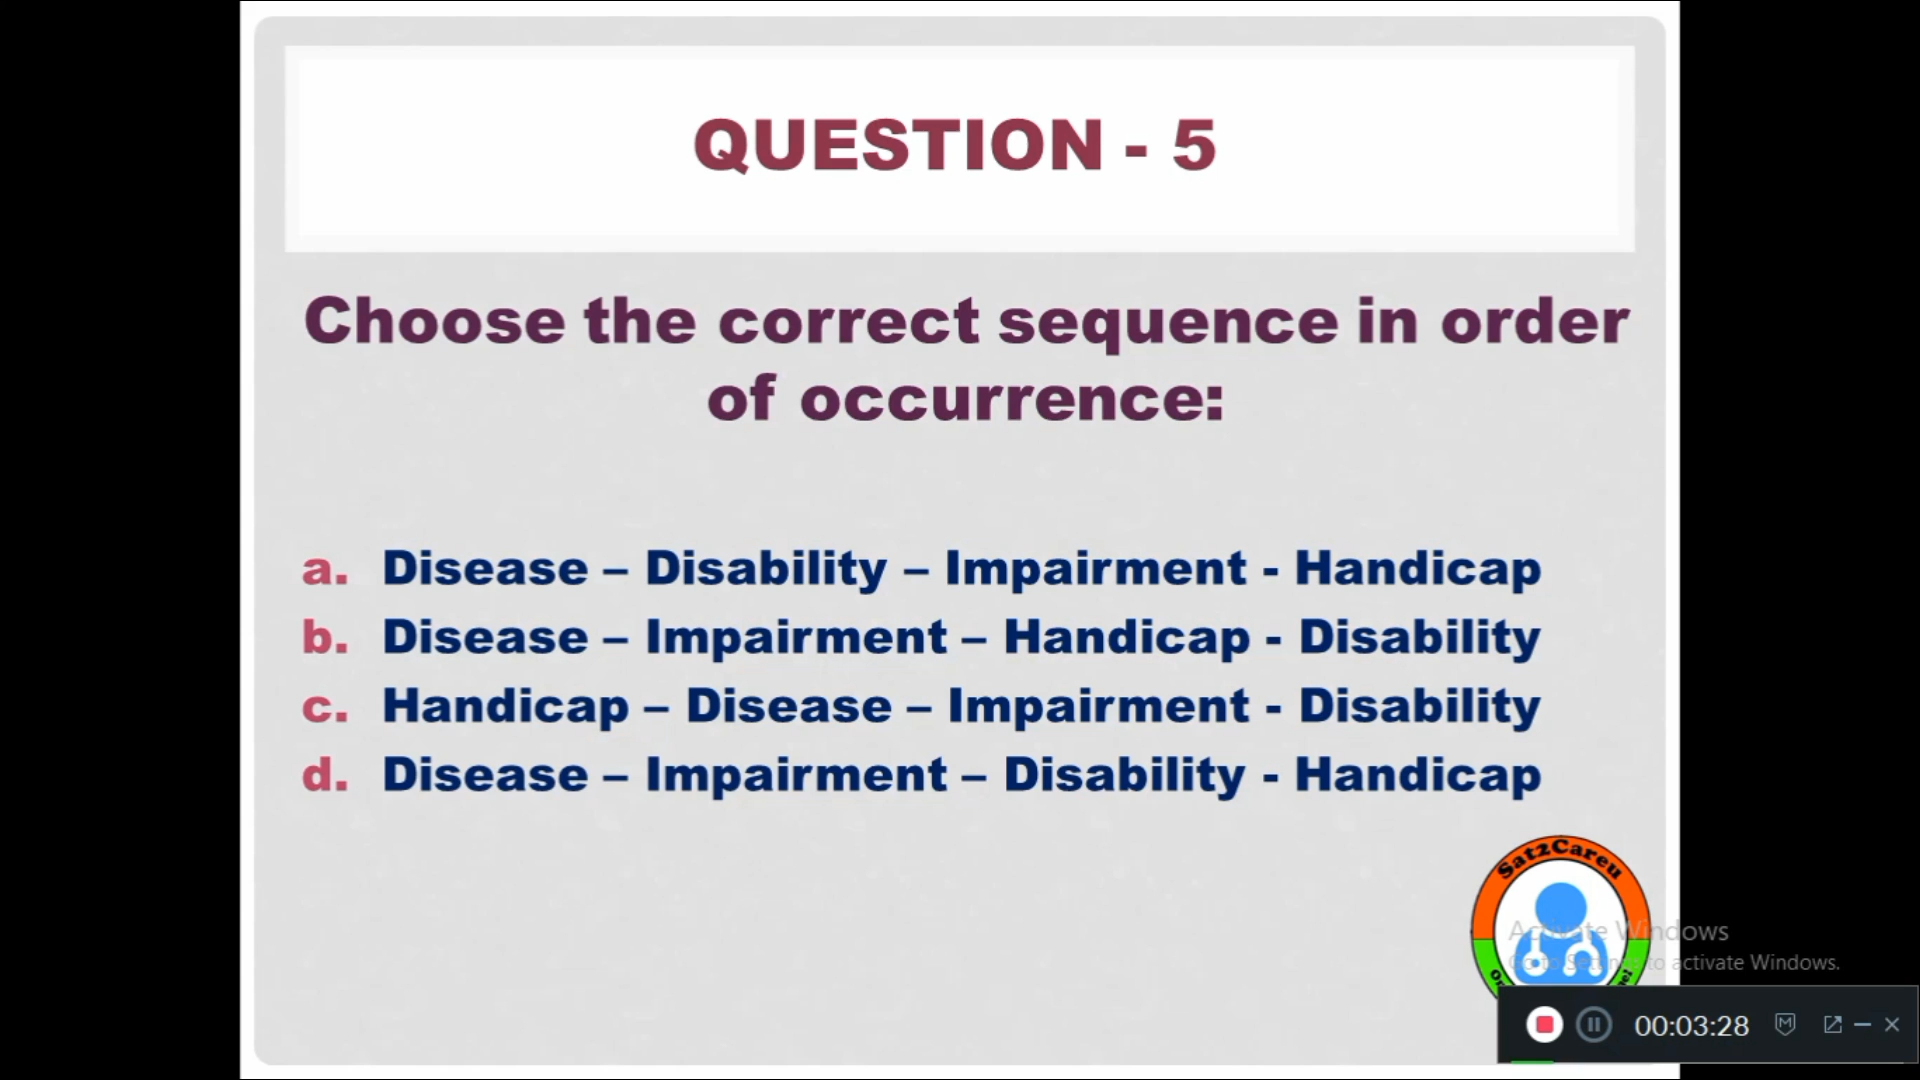 QUESTION - 5
Choose the correct sequence in order
of occurrence:
a. Disease – Disability – Impairment - Handicap
b. Disease – Impairment – Handicap - Disability
c. Handicap – Disease – Impairment - Disability
d. Disease – Impairment – Disability - Handicap
Sat2Careu
Activate Windows
Go to Settings to activate Windows.
00:03:28